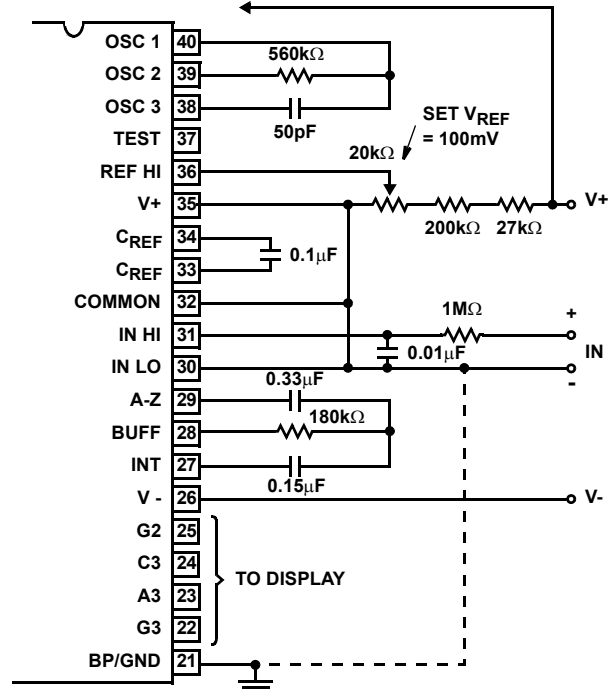 OSC 1 40
560kΩ
OSC 2 39
OSC 3 38
50pF
SET VREF
= 100mV
TEST 37
20kΩ
REF HI 36
V+ 35
V+
200kΩ 27kΩ
CREF 34
0.1μF
CREF 33
COMMON 32
1MΩ
+
IN HI 31
0.01μF
IN
IN LO 30
-
0.33μF
A-Z 29
180kΩ
BUFF 28
INT 27
0.15μF
V - 26
V-
G2 25
C3 24
TO DISPLAY
A3 23
G3 22
BP/GND 21